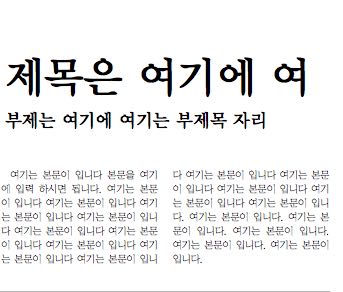 제목은 여기에 여
부제는 여기에 여기는 부제목 자리
여기는 본문이 입니다 본문을 여기
에 입력 하시면 됩니다. 여기는 본문
이 입니다 여기는 본문이 입니다 여기
는 본문이 입니다 여기는 본문이 입니
다 여기는 본문이 입니다 여기는 본문
이 입니다 여기는 본문이 입니다 여기
는 본문이 입니다 여기는 본문이 입니
다 여기는 본문이 입니다 여기는 본문
이 입니다 여기는 본문이 입니다 여기
는 본문이 입니다 여기는 본문이 입니
다. 여기는 본문이 입니다. 여기는 본
문이 입니다. 여기는 본문이 입니다.
여기는 본문이 입니다. 여기는 본문이
입니다.